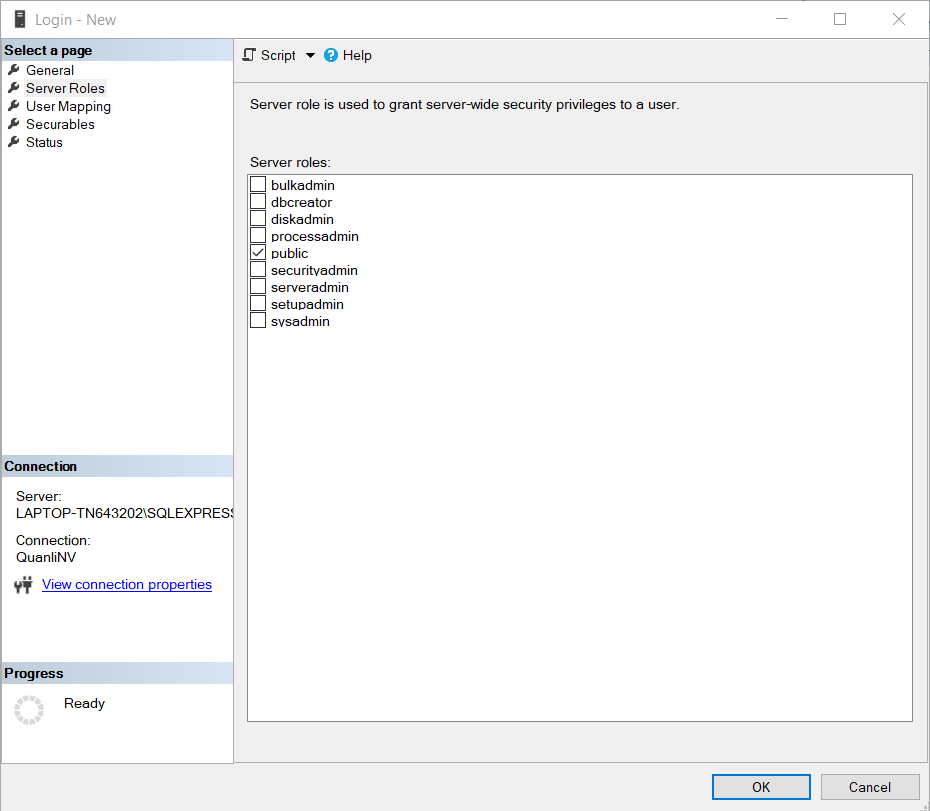 Login - New
Select a page
General
Server Roles
User Mapping
Securables
Status
Script
Help
Server role is used to grant server-wide security privileges to a user.
Server roles:
bulkadmin
dbcreator
diskadmin
processadmin
public
securityadmin
serveradmin
setupadmin
sysadmin
Connection
Server:
LAPTOP-TN643202\SQLEXPRESS
Connection:
QuanliNV
View connection properties
Progress
Ready
OK
Cancel